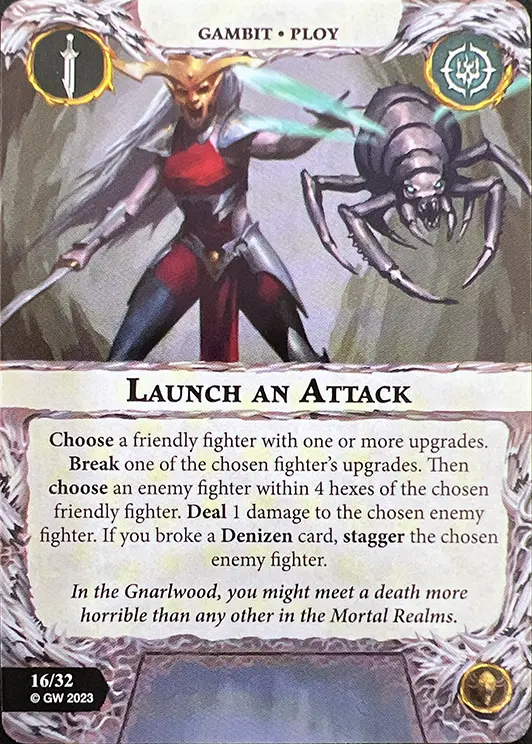 GAMBIT • PLOY
LAUNCH AN ATTACK
Choose a friendly fighter with one or more upgrades.
Break one of the chosen fighter's upgrades. Then
choose an enemy fighter within 4 hexes of the chosen
friendly fighter. Deal 1 damage to the chosen enemy
fighter. If you broke a Denizen card, stagger the chosen
enemy fighter.
In the Gnarlwood, you might meet a death more
horrible than any other in the Mortal Realms.
16/32
© GW 2023